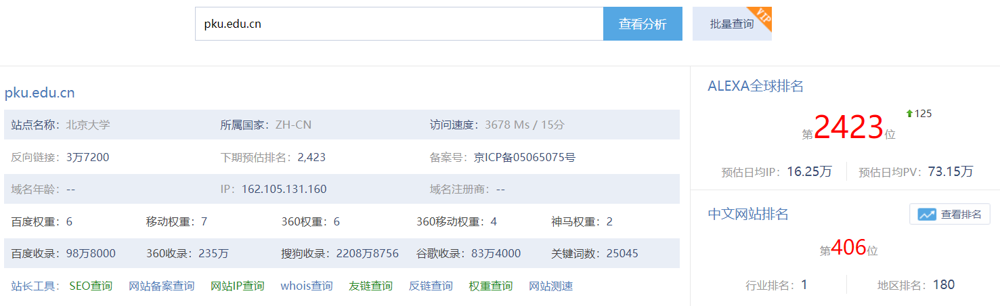 pku.edu.cn 查看分析 批量查询 VIP
pku.edu.cn
站点名称：北京大学 所属国家：ZH-CN 访问速度：3678 Ms / 15分
反向链接：3万7200 下期预估排名：2,423 备案号：京ICP备05065075号
域名年龄：-- IP：162.105.131.160 域名注册商：--
百度权重：6 移动权重：7 360权重：6 360移动权重：4 神马权重：2
百度收录：98万8000 360收录：235万 搜狗收录：2208万8756 谷歌收录：83万4000 关键词数：25045
站长工具： SEO查询 网站备案查询 网站IP查询 whois查询 友链查询 反链查询 权重查询 网站测速
ALEXA全球排名
125
第2423位
预估日均IP：16.25万 预估日均PV：73.15万
中文网站排名 查看排名
第406位
行业排名：1 地区排名：180